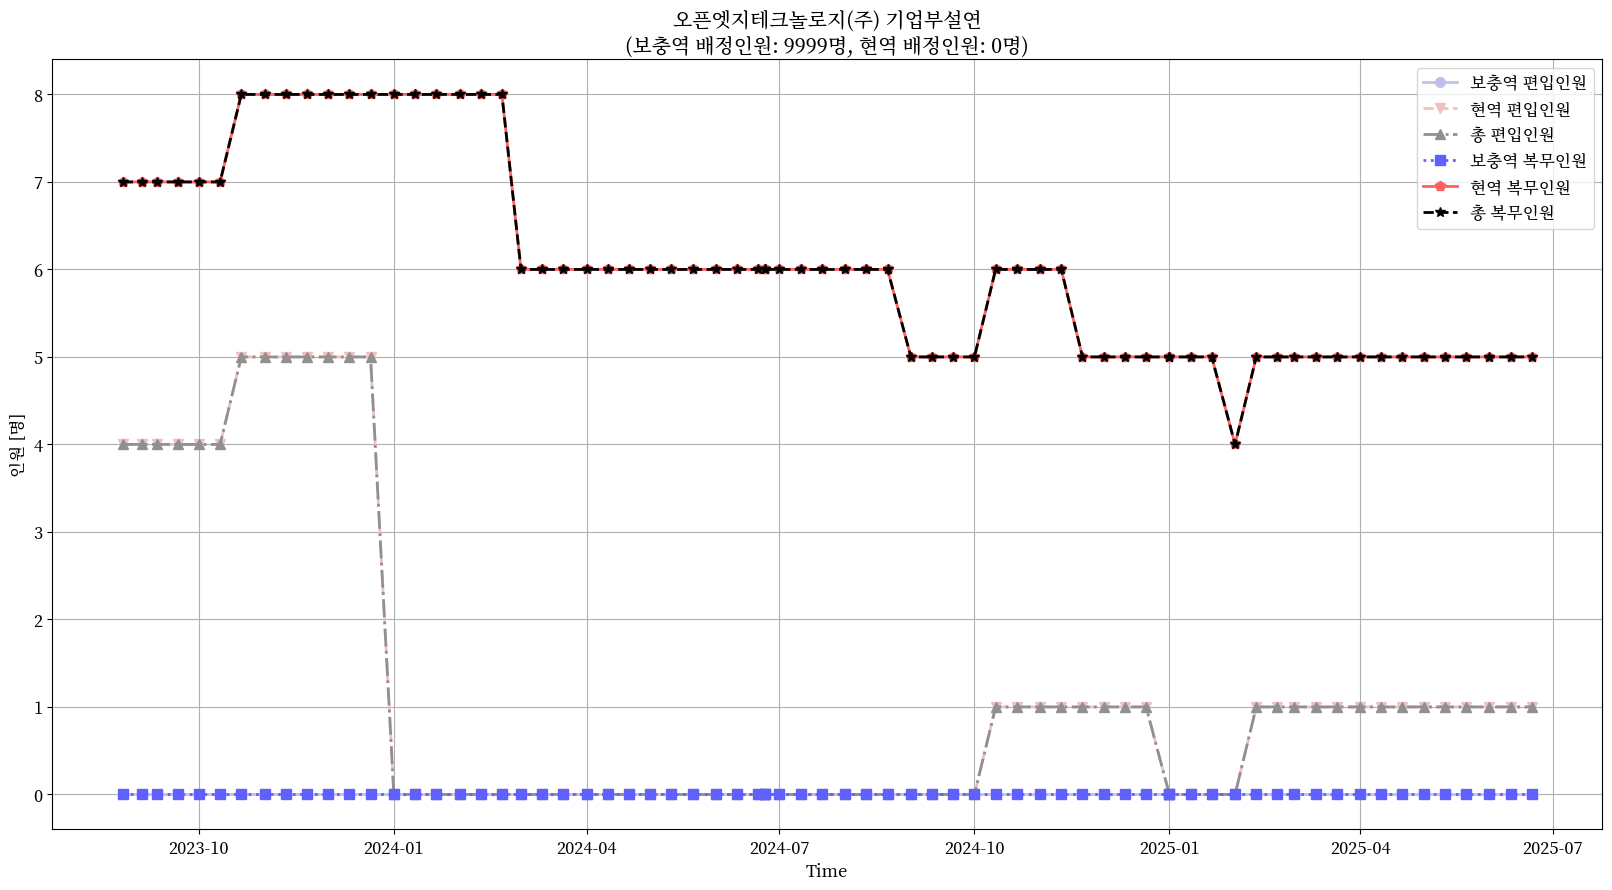 오픈엣지테크놀로지(주) 기업부설연
(보충역 배정인원: 9999명, 현역 배정인원: 0명)
보충역 편입인원
현역 편입인원
총 편입인원
보충역 복무인원
현역 복무인원
총 복무인원
인원 [명]
8
7
6
5
4
3
2
1
0
2023-10
2024-01
2024-04
2024-07
2024-10
2025-01
2025-04
2025-07
Time